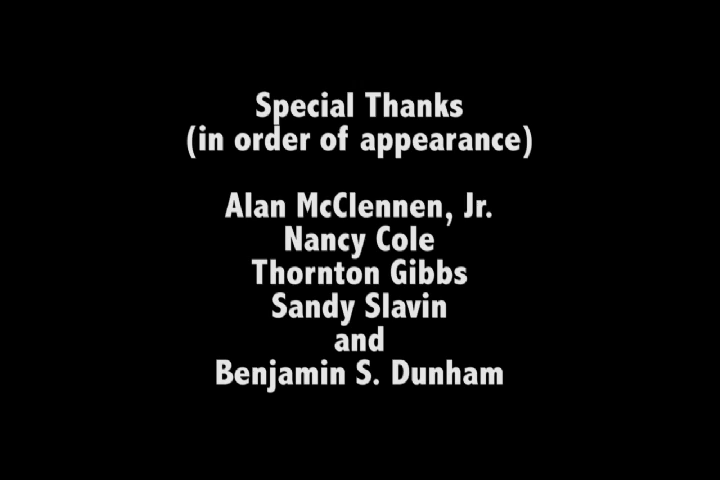 Special Thanks
(in order of appearance)
Alan McClennen, Jr.
Nancy Cole
Thornton Gibbs
Sandy Slavin
and
Benjamin S. Dunham